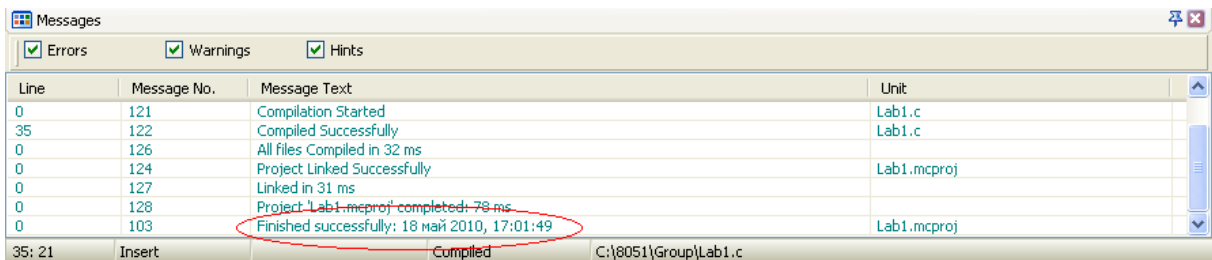 Messages
Errors Warnings Hints
Line Message No. Message Text Unit
0 121 Compilation Started Lab1.c
35 122 Compiled Successfully Lab1.c
0 126 All files Compiled in 32 ms
0 124 Project Linked Successfully Lab1.mcproj
0 127 Linked in 31 ms
0 128 Project 'Lab1.mcproj' completed: 78 ms
0 103 Finished successfully: 18 май 2010, 17:01:49 Lab1.mcproj
35: 21 Insert Compiled C:\8051\Group\Lab1.c